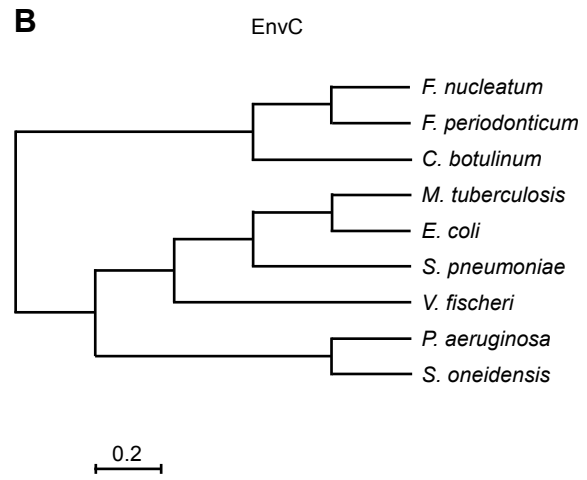 B
EnvC
F. nucleatum
F. periodonticum
C. botulinum
M. tuberculosis
E. coli
S. pneumoniae
V. fischeri
P. aeruginosa
S. oneidensis
0.2